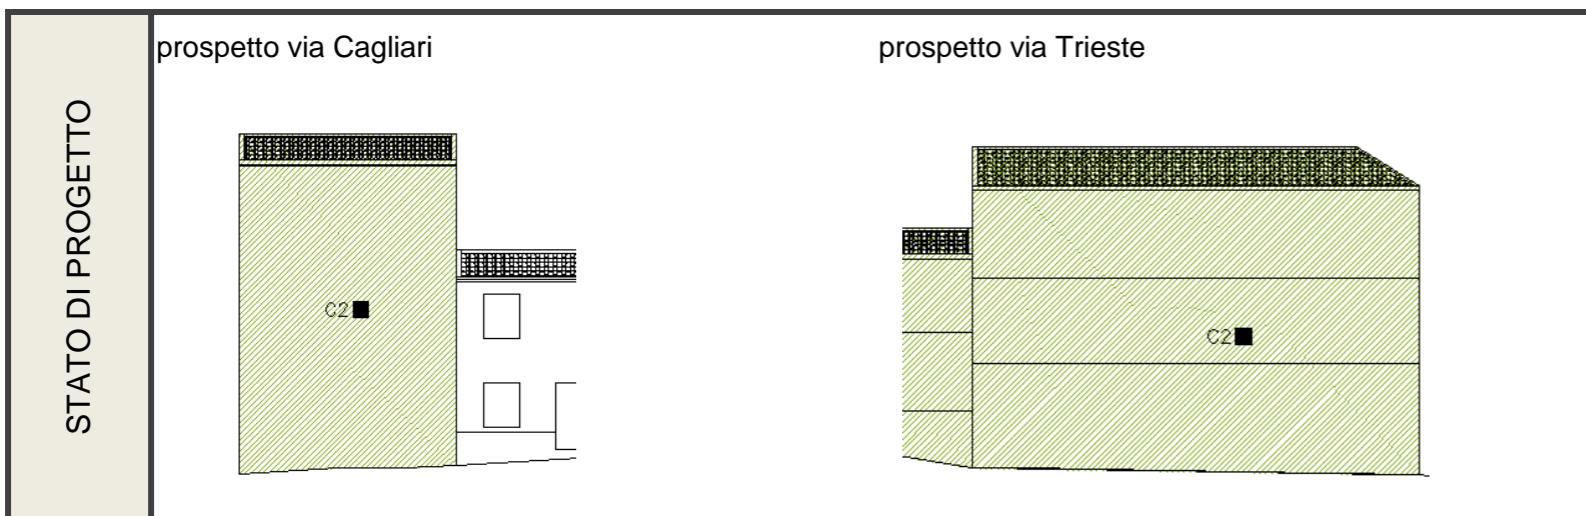 STATO DI PROGETTO
prospetto via Cagliari
prospetto via Trieste
C2
C2